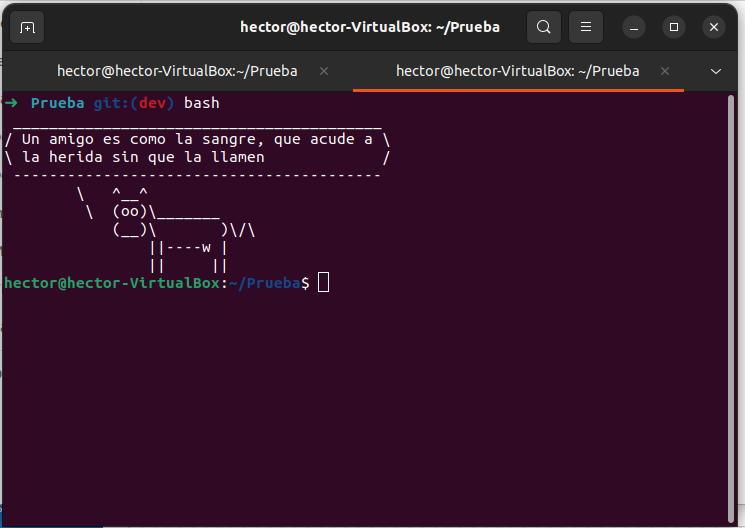 hector@hector-VirtualBox: ~/Prueba
hector@hector-VirtualBox:~/Prueba
hector@hector-VirtualBox: ~/Prueba
➜  Prueba git:(dev) bash
 _________________________________________
/ Un amigo es como la sangre, que acude a \
\ la herida sin que la llamen             /
 -----------------------------------------
        \   ^__^
         \  (oo)\_______
            (__)\       )\/\
                ||----w |
                ||     ||
hector@hector-VirtualBox:~/Prueba$